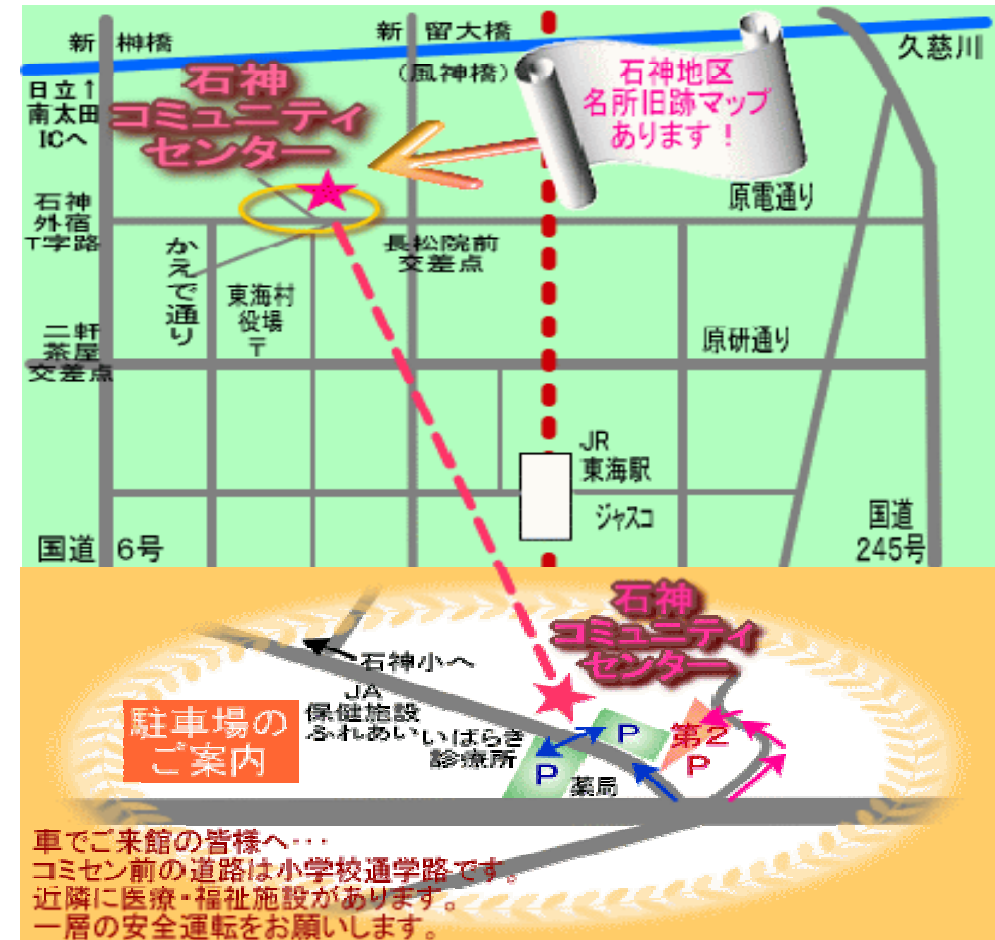 新 榊橋
新 留大橋
(風神橋)
久慈川
日立↑
南太田
ICへ
石神
コミュニティ
センター
石神地区
名所旧跡マップ
あります！
原電通り
石神
外宿
T字路
かえで通り
長松院前
交差点
東海村
役場
〒
二軒
茶屋
交差点
原研通り
JR
東海駅
ジャスコ
国道 6号
国道
245号
石神
コミュニティ
センター
石神小へ
JA
保健施設
ふれあい
いばらき
診療所
駐車場の
ご案内
P
第2
P
P
薬局
車でご来館の皆様へ･･･
コミセン前の道路は小学校通学路です。
近隣に医療・福祉施設があります。
一層の安全運転をお願いします。